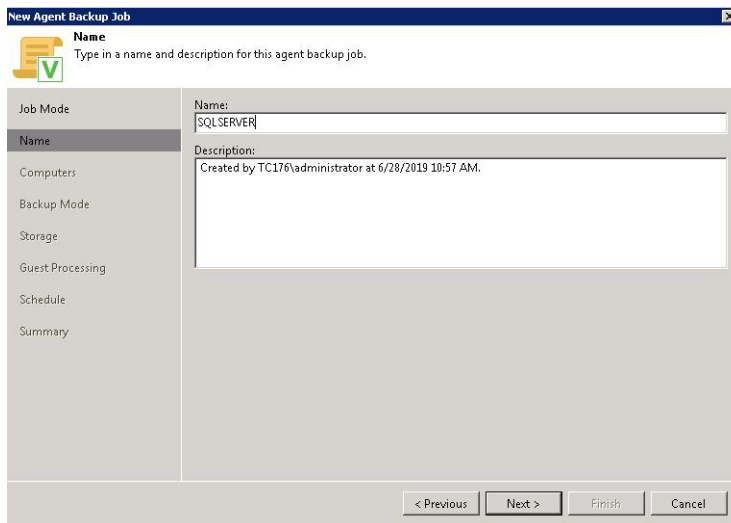 New Agent Backup Job
Name
Type in a name and description for this agent backup job.
V
Job Mode
Name
Computers
Backup Mode
Storage
Guest Processing
Schedule
Summary
Name:
SQLSERVER
Description:
Created by TC176\administrator at 6/28/2019 10:57 AM.
< Previous
Next >
Finish
Cancel